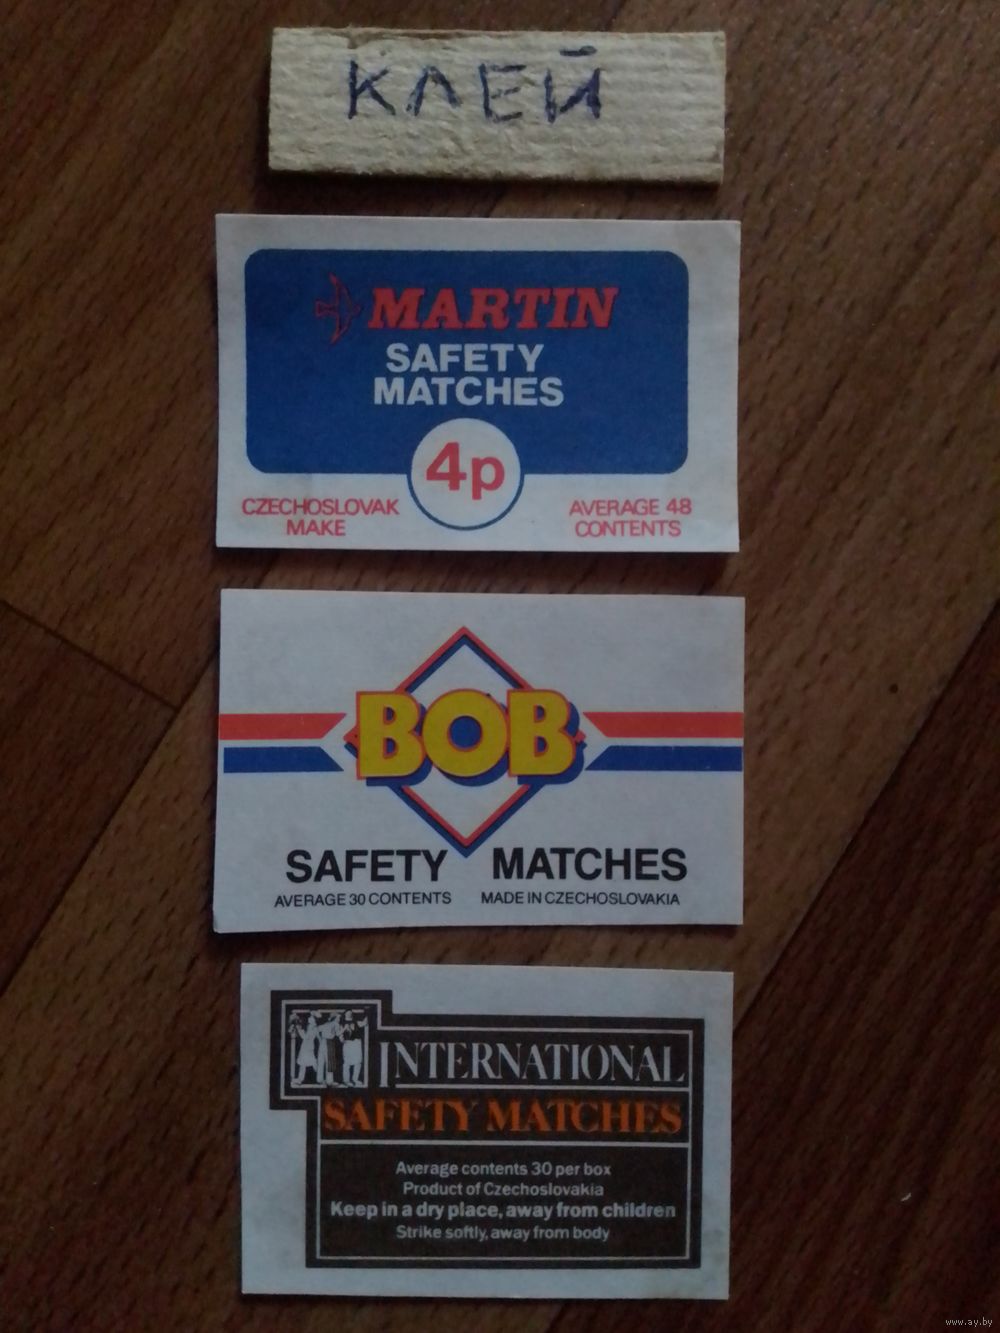 КЛЕЙ
MARTIN
SAFETY
MATCHES
4p
CZECHOSLOVAK
MAKE
AVERAGE 48
CONTENTS
BOB
SAFETY MATCHES
AVERAGE 30 CONTENTS MADE IN CZECHOSLOVAKIA
INTERNATIONAL
SAFETY MATCHES
Average contents 30 per box
Product of Czechoslovakia
Keep in a dry place, away from children
Strike softly, away from body
www.ay.by